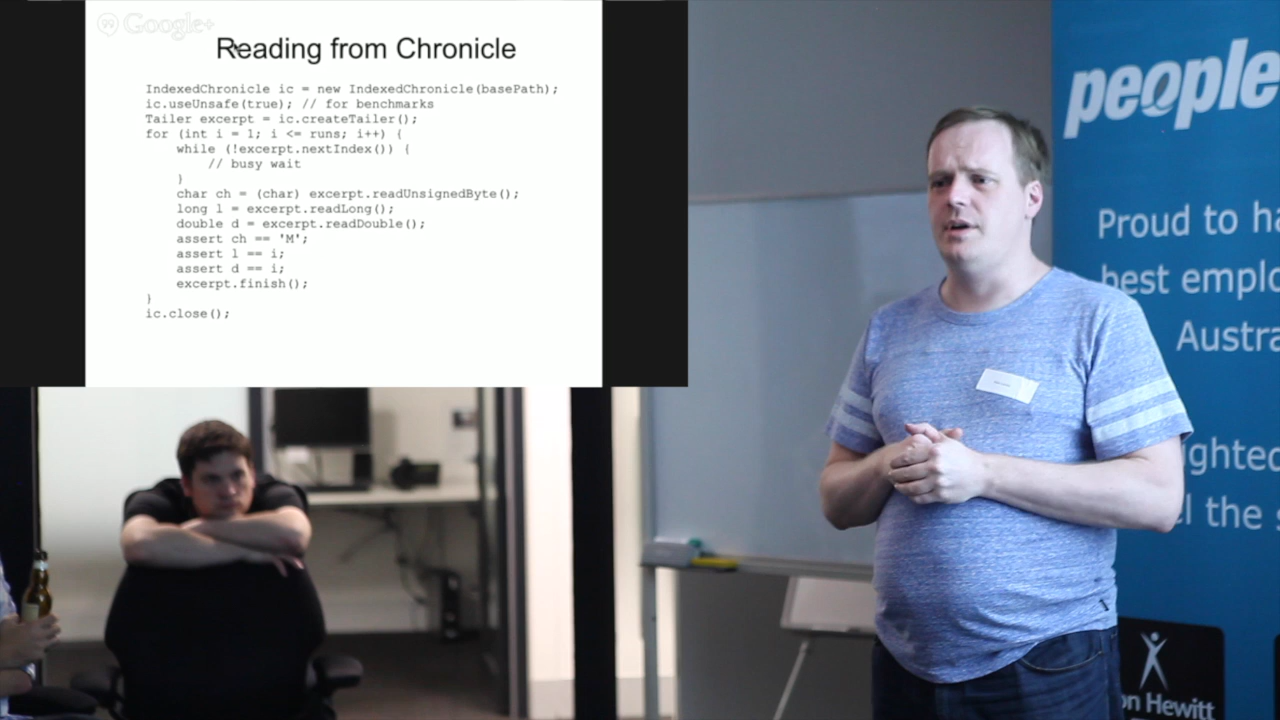 Google+
Reading from Chronicle
IndexedChronicle ic = new IndexedChronicle(basePath);
ic.useUnsafe(true); // for benchmarks
Tailer excerpt = ic.createTailer();
for (int i = 1; i <= runs; i++) {
    while (!excerpt.nextIndex()) {
        // busy wait
    }
    char ch = (char) excerpt.readUnsignedByte();
    long l = excerpt.readLong();
    double d = excerpt.readDouble();
    assert ch == 'M';
    assert l == i;
    assert d == i;
    excerpt.finish();
}
ic.close();
people
Proud to ha
best emplo
Austra
ighted
l the s
on Hewitt